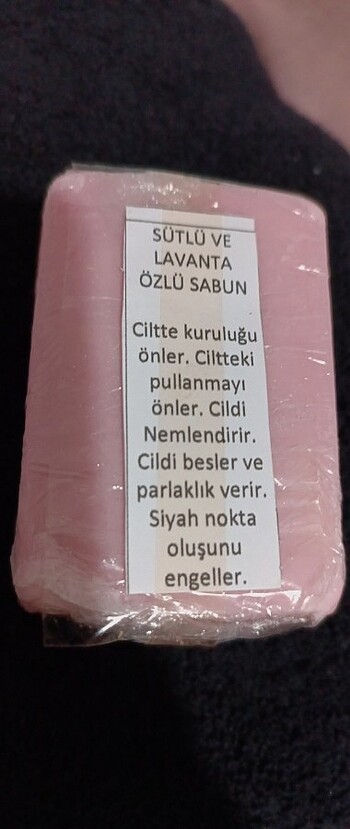 SÜTLÜ VE
LAVANTA
ÖZLÜ SABUN
Ciltte kuruluğu
önler. Ciltteki
pullanmayı
önler. Cildi
Nemlendirir.
Cildi besler ve
parlaklık verir.
Siyah nokta
oluşunu
engeller.